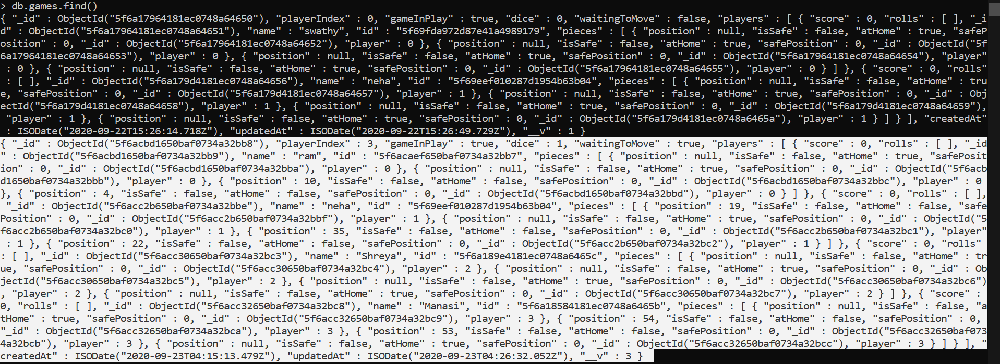 > db.games.find()
{ "_id" : ObjectId("5f6a17964181ec0748a64650"), "playerIndex" : 0, "gameInPlay" : true, "dice" : 0, "waitingToMove" : false, "players" : [ { "score" : 0, "rolls" : [ ], "_i
d" : ObjectId("5f6a17964181ec0748a64651"), "name" : "swathy", "id" : "5f69fda972d87e41a4989179", "pieces" : [ { "position" : null, "isSafe" : false, "atHome" : true, "safeP
osition" : 0, "_id" : ObjectId("5f6a17964181ec0748a64652"), "player" : 0 }, { "position" : null, "isSafe" : false, "atHome" : true, "safePosition" : 0, "_id" : ObjectId("5f
6a17964181ec0748a64653"), "player" : 0 }, { "position" : null, "isSafe" : false, "atHome" : true, "safePosition" : 0, "_id" : ObjectId("5f6a17964181ec0748a64654"), "player"
 : 0 }, { "position" : null, "isSafe" : false, "atHome" : true, "safePosition" : 0, "_id" : ObjectId("5f6a17964181ec0748a64655"), "player" : 0 } ] }, { "score" : 0, "rolls"
 : [ ], "_id" : ObjectId("5f6a179d4181ec0748a64656"), "name" : "neha", "id" : "5f69eef010287d1954b63b04", "pieces" : [ { "position" : null, "isSafe" : false, "atHome" : tru
e, "safePosition" : 0, "_id" : ObjectId("5f6a179d4181ec0748a64657"), "player" : 1 }, { "position" : null, "isSafe" : false, "atHome" : true, "safePosition" : 0, "_id" : Obj
ectId("5f6a179d4181ec0748a64658"), "player" : 1 }, { "position" : null, "isSafe" : false, "atHome" : true, "safePosition" : 0, "_id" : ObjectId("5f6a179d4181ec0748a64659"),
 "player" : 1 }, { "position" : null, "isSafe" : false, "atHome" : true, "safePosition" : 0, "_id" : ObjectId("5f6a179d4181ec0748a6465a"), "player" : 1 } ] } ], "createdAt"
 : ISODate("2020-09-22T15:26:14.718Z"), "updatedAt" : ISODate("2020-09-22T15:26:49.729Z"), "__v" : 1 }
{ "_id" : ObjectId("5f6acbd1650baf0734a32bb8"), "playerIndex" : 3, "gameInPlay" : true, "dice" : 1, "waitingToMove" : true, "players" : [ { "score" : 0, "rolls" : [ ], "_id
" : ObjectId("5f6acbd1650baf0734a32bb9"), "name" : "ram", "id" : "5f6acaef650baf0734a32bb7", "pieces" : [ { "position" : null, "isSafe" : false, "atHome" : true, "safePosit
ion" : 0, "_id" : ObjectId("5f6acbd1650baf0734a32bba"), "player" : 0 }, { "position" : null, "isSafe" : false, "atHome" : true, "safePosition" : 0, "_id" : ObjectId("5f6acb
d1650baf0734a32bbb"), "player" : 0 }, { "position" : 10, "isSafe" : false, "atHome" : false, "safePosition" : 0, "_id" : ObjectId("5f6acbd1650baf0734a32bbc"), "player" : 0
}, { "position" : 4, "isSafe" : false, "atHome" : false, "safePosition" : 0, "_id" : ObjectId("5f6acbd1650baf0734a32bbd"), "player" : 0 } ] }, { "score" : 0, "rolls" : [ ],
 "_id" : ObjectId("5f6acc2b650baf0734a32bbe"), "name" : "neha", "id" : "5f69eef010287d1954b63b04", "pieces" : [ { "position" : 19, "isSafe" : false, "atHome" : false, "safe
Position" : 0, "_id" : ObjectId("5f6acc2b650baf0734a32bbf"), "player" : 1 }, { "position" : null, "isSafe" : false, "atHome" : true, "safePosition" : 0, "_id" : ObjectId("5
f6acc2b650baf0734a32bc0"), "player" : 1 }, { "position" : 35, "isSafe" : false, "atHome" : false, "safePosition" : 0, "_id" : ObjectId("5f6acc2b650baf0734a32bc1"), "player"
 : 1 }, { "position" : 22, "isSafe" : false, "atHome" : false, "safePosition" : 0, "_id" : ObjectId("5f6acc2b650baf0734a32bc2"), "player" : 1 } ] }, { "score" : 0, "rolls"
: [ ], "_id" : ObjectId("5f6acc30650baf0734a32bc3"), "name" : "Shreya", "id" : "5f6a189e4181ec0748a6465c", "pieces" : [ { "position" : null, "isSafe" : false, "atHome" : tr
ue, "safePosition" : 0, "_id" : ObjectId("5f6acc30650baf0734a32bc4"), "player" : 2 }, { "position" : null, "isSafe" : false, "atHome" : true, "safePosition" : 0, "_id" : Ob
jectId("5f6acc30650baf0734a32bc5"), "player" : 2 }, { "position" : null, "isSafe" : false, "atHome" : true, "safePosition" : 0, "_id" : ObjectId("5f6acc30650baf0734a32bc6")
, "player" : 2 }, { "position" : null, "isSafe" : false, "atHome" : true, "safePosition" : 0, "_id" : ObjectId("5f6acc30650baf0734a32bc7"), "player" : 2 } ] }, { "score" :
0, "rolls" : [ ], "_id" : ObjectId("5f6acc32650baf0734a32bc8"), "name" : "Manasi", "id" : "5f6a18584181ec0748a6465b", "pieces" : [ { "position" : null, "isSafe" : false, "a
tHome" : true, "safePosition" : 0, "_id" : ObjectId("5f6acc32650baf0734a32bc9"), "player" : 3 }, { "position" : 54, "isSafe" : false, "atHome" : false, "safePosition" : 0,
"_id" : ObjectId("5f6acc32650baf0734a32bca"), "player" : 3 }, { "position" : 53, "isSafe" : false, "atHome" : false, "safePosition" : 0, "_id" : ObjectId("5f6acc32650baf073
4a32bcb"), "player" : 3 }, { "position" : null, "isSafe" : false, "atHome" : true, "safePosition" : 0, "_id" : ObjectId("5f6acc32650baf0734a32bcc"), "player" : 3 } ] } ], "
createdAt" : ISODate("2020-09-23T04:15:13.479Z"), "updatedAt" : ISODate("2020-09-23T04:26:32.052Z"), "__v" : 3 }